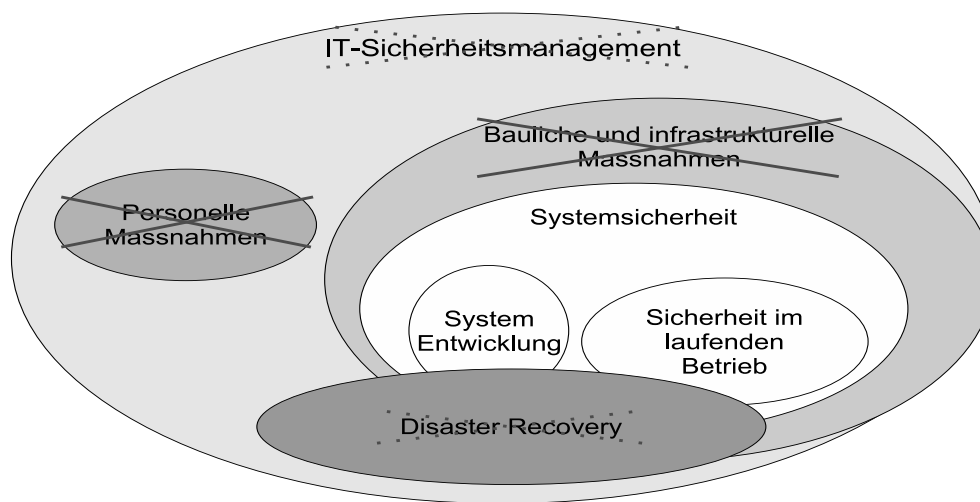 IT-Sicherheitsmanagement
Bauliche und infrastrukturelle
Massnahmen
Personelle
Massnahmen
Systemsicherheit
System
Entwicklung
Sicherheit im
laufenden
Betrieb
Disaster Recovery